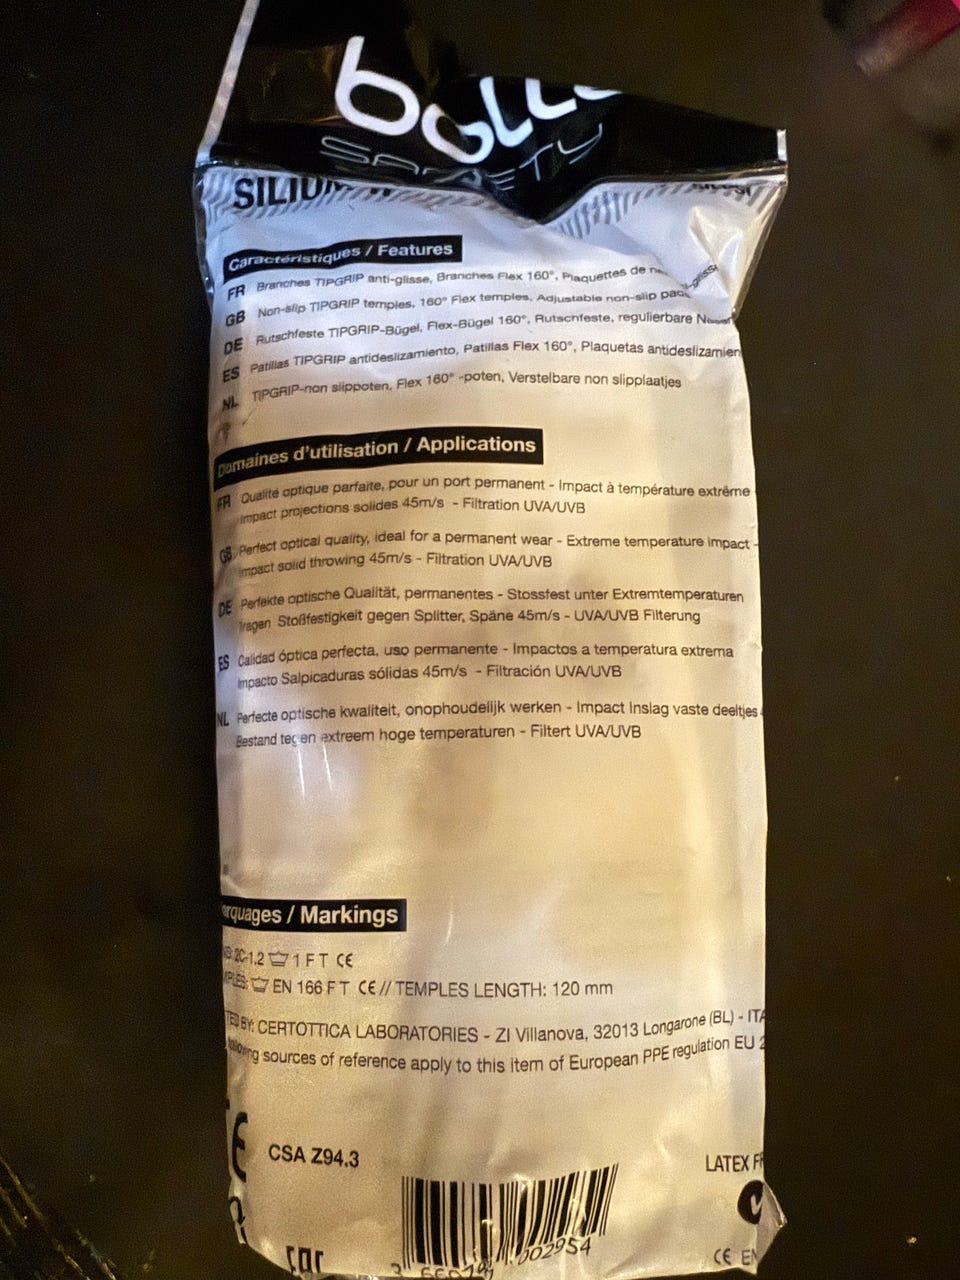 bollé
SAFETY
SILIUM
Caractéristiques / Features
FR Branches TIPGRIP anti-glisse, Branches Flex 160°, Plaquettes de
GB Non-slip TIPGRIP temples, 160° Flex temples, Adjustable non-slip
DE Rutschfeste TIPGRIP-Bügel, Flex-Bügel 160°, Rutschfeste, regulierbare
ES Patillas TIPGRIP antideslizamiento, Patillas Flex 160°, Plaquetas antideslizamien
NL TIPGRIP-non slippoten, Flex 160° -poten, Verstelbare non slipplaatjes
Domaines d'utilisation / Applications
FR Qualité optique parfaite, pour un port permanent - Impact à température extrême
Impact projections solides 45m/s - Filtration UVA/UVB
GB Perfect optical quality, ideal for a permanent wear - Extreme temperature impact -
Impact solid throwing 45m/s - Filtration UVA/UVB
DE Perfekte optische Qualität, permanentes - Stossfest unter Extremtemperaturen
Tragen Stoßfestigkeit gegen Splitter, Späne 45m/s - UVA/UVB Filterung
ES Calidad óptica perfecta, uso permanente - Impactos a temperatura extrema
Impacto Salpicaduras sólidas 45m/s - Filtración UVA/UVB
NL Perfecte optische kwaliteit, onophoudelijk werken - Impact Inslag vaste deeltjes
Bestand tegen extreem hoge temperaturen - Filtert UVA/UVB
arquages / Markings
2C-1.2 1 F T CE
EN 166 F T CE // TEMPLES LENGTH: 120 mm
TED BY: CERTOTTICA LABORATORIES - ZI Villanova, 32013 Longarone (BL) - ITA
sources of reference apply to this item of European PPE regulation EU
CE
CSA Z94.3
LATEX
EAC
002954
CE EN